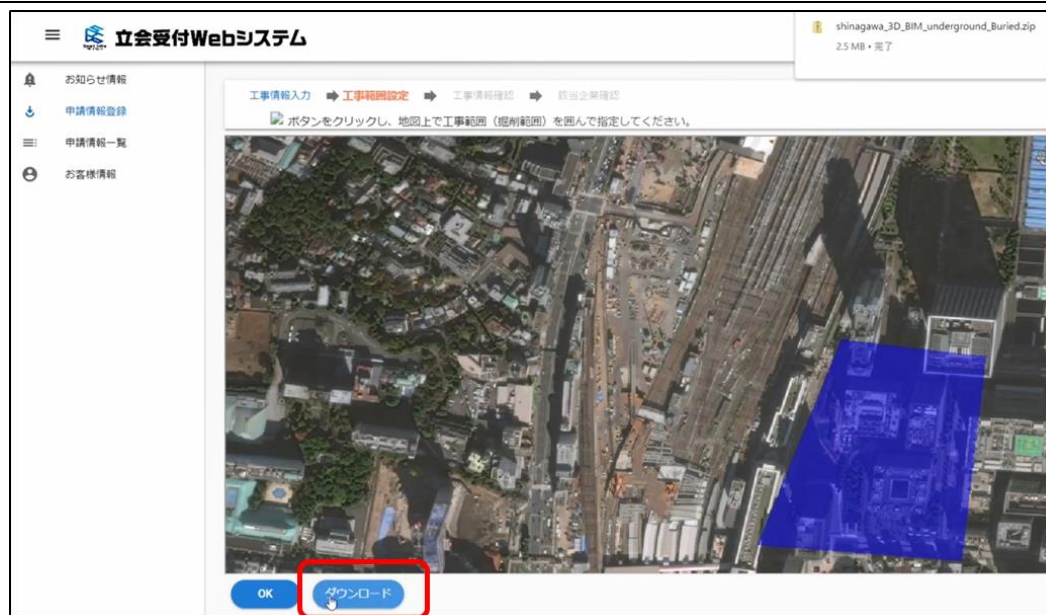 立会受付Webシステム
shinagawa_3D_BIM_underground_Buried.zip
2.5 MB • 完了
お知らせ情報
申請情報登録
申請情報一覧
お客様情報
工事情報入力 ➡ 工事範囲設定 ➡ 工事情報確認 ➡ 該当企業確認
ボタンをクリックし、地図上で工事範囲（掘削範囲）を囲んで指定してください。
OK
ダウンロード